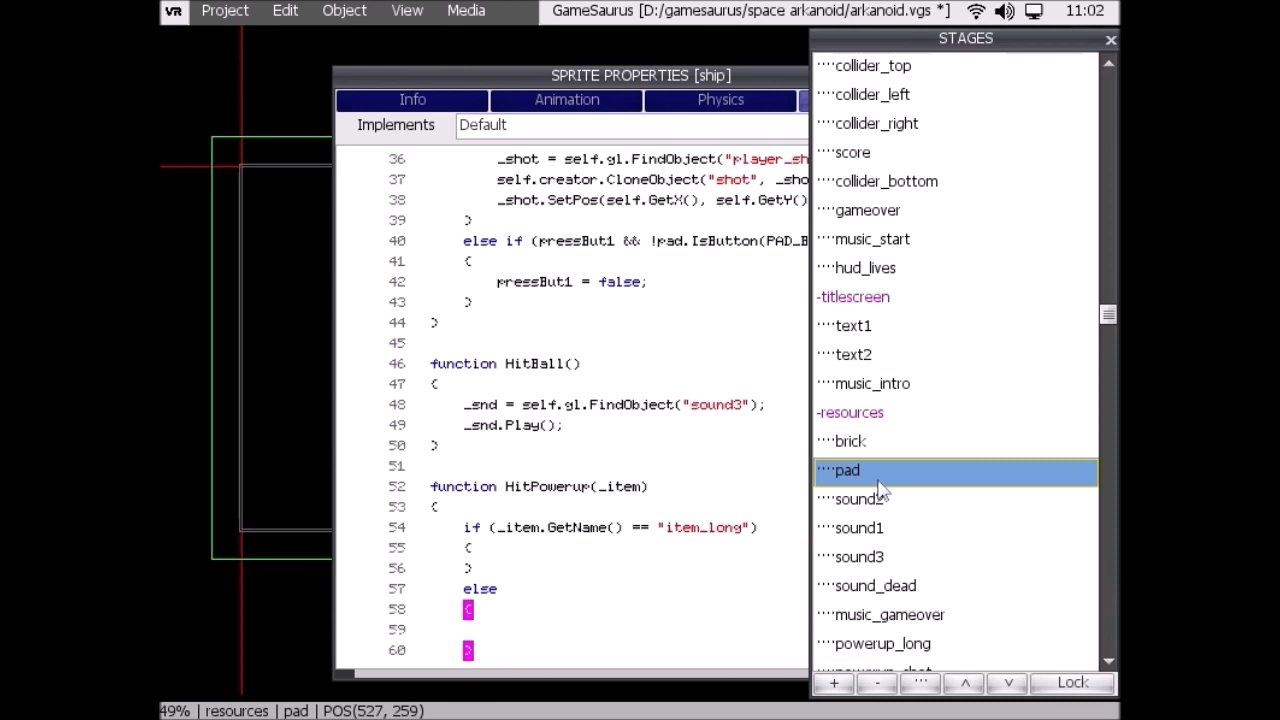 VR Project Edit Object View Media GameSaurus [D:/gamesaurus/space arkanoid/arkanoid.vgs *] 11:02
STAGES x
SPRITE PROPERTIES [ship]
Info Animation Physics
Implements Default
36 _shot = self.gl.FindObject("player_sh
37 self.creator.CloneObject("shot", _sho
38 _shot.SetPos(self.GetX(), self.GetY()
39 }
40 else if (pressBut1 && !pad.IsButton(PAD_B
41 {
42 pressBut1 = false;
43 }
44 }
45
46 function HitBall()
47 {
48 _snd = self.gl.FindObject("sound3");
49 _snd.Play();
50 }
51
52 function HitPowerup(_item)
53 {
54 if (_item.GetName() == "item_long")
55 {
56 }
57 else
58 {
59
60 }
collider_top
collider_left
collider_right
score
collider_bottom
gameover
music_start
hud_lives
-titlescreen
text1
text2
music_intro
-resources
brick
pad
sound2
sound1
sound3
sound_dead
music_gameover
powerup_long
+ - ... ^ v Lock
49% | resources | pad | POS(527, 259)